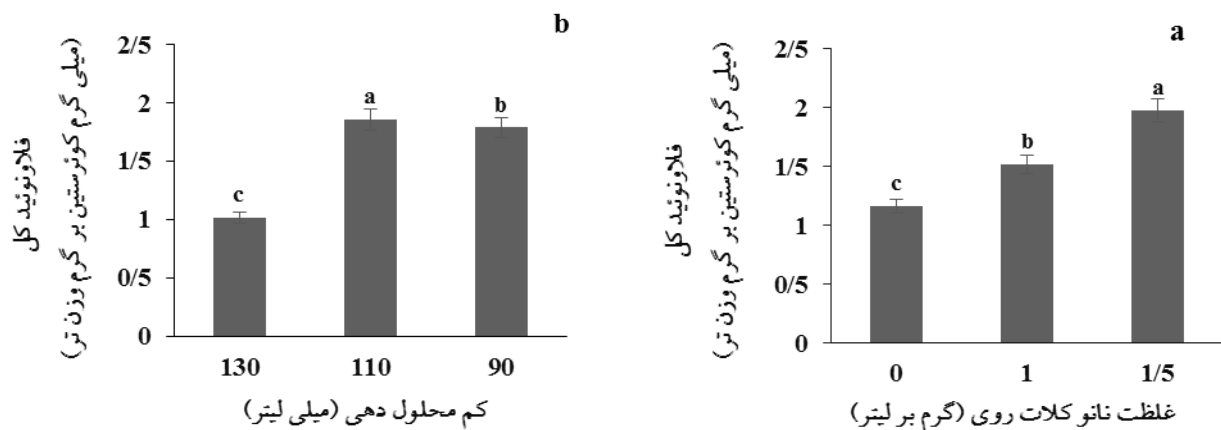 b
2/5
2
1/5
1
0/5
0
c
a
b
130
110
90
فلاونوئید کل
(میلی گرم کوئرستین بر گرم وزن تر)
کم محلول دهی (میلی لیتر)
a
2/5
2
1/5
1
0/5
0
c
b
a
0
1
1/5
فلاونوئید کل
(میلی گرم کوئرستین بر گرم وزن تر)
غلظت نانو کلات روی (گرم بر لیتر)